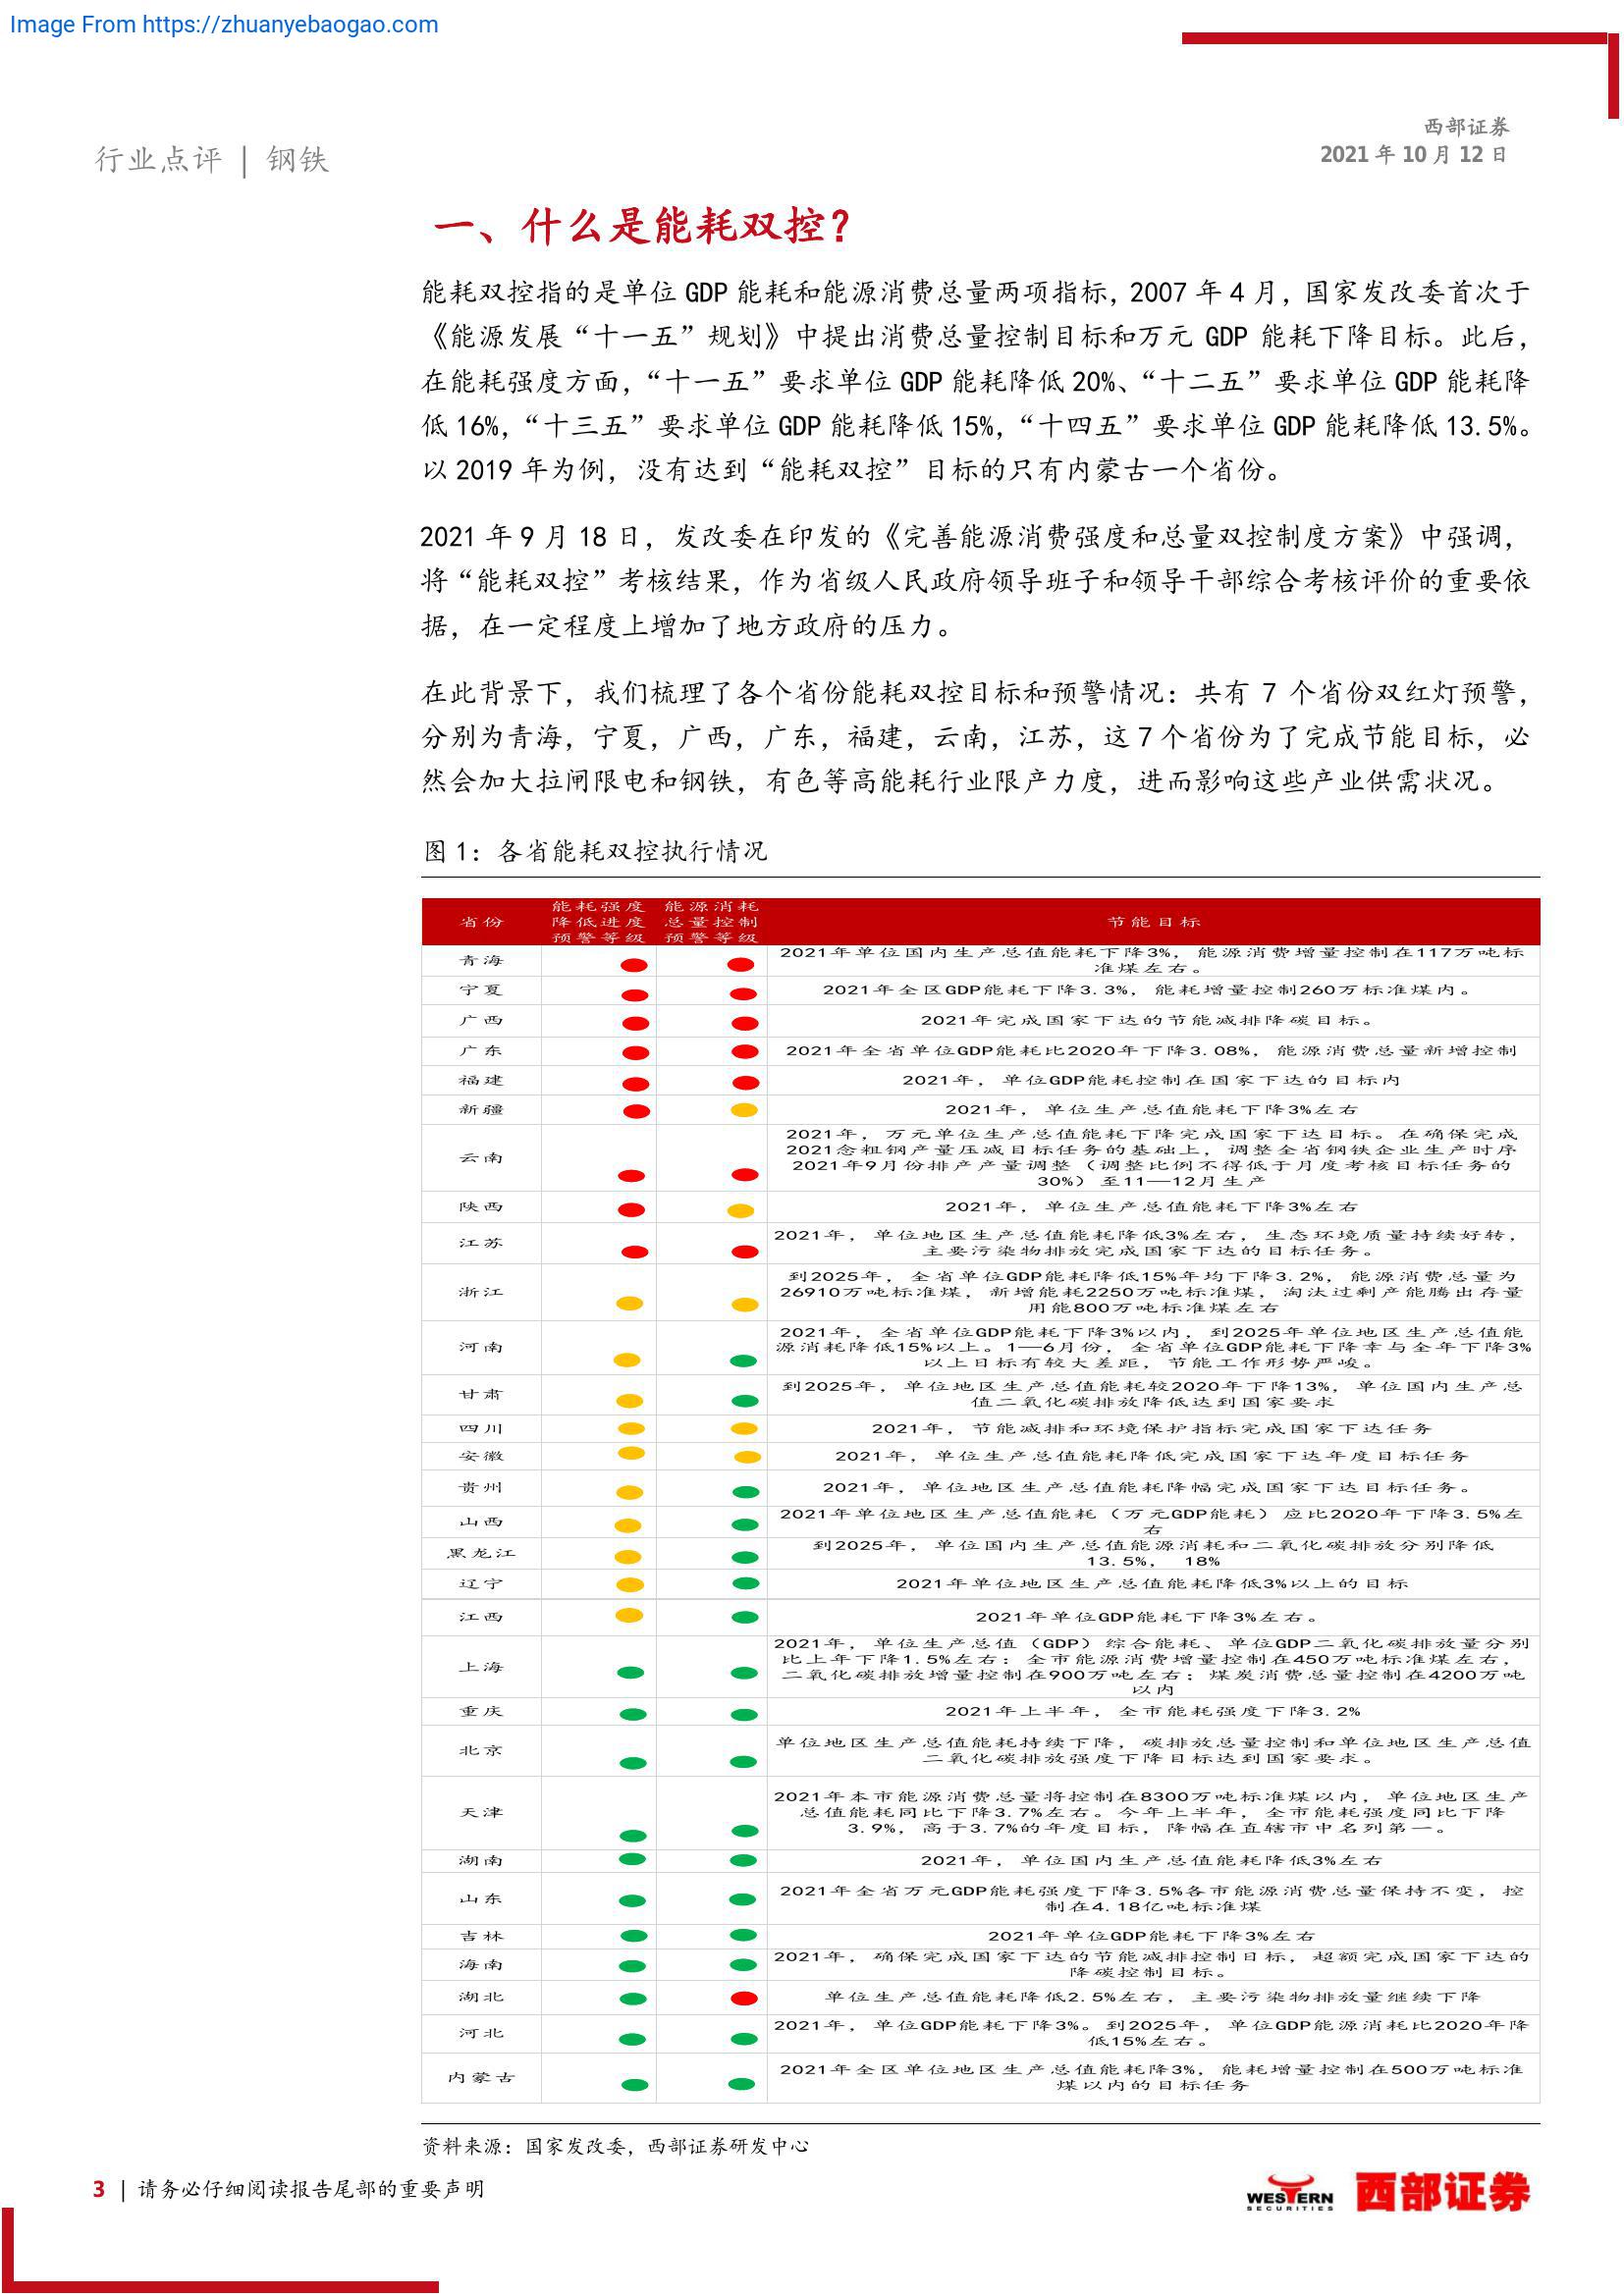 Image From https://zhuanyebaogao.com
西部证券
2021 年 10 月 12 日
行业点评 | 钢铁
一、什么是能耗双控？
能耗双控指的是单位 GDP 能耗和能源消费总量两项指标，2007 年 4 月，国家发改委首次于
《能源发展“十一五”规划》中提出消费总量控制目标和万元 GDP 能耗下降目标。此后，
在能耗强度方面，“十一五”要求单位 GDP 能耗降低 20%、“十二五”要求单位 GDP 能耗降
低 16%，“十三五”要求单位 GDP 能耗降低 15%，“十四五”要求单位 GDP 能耗降低 13.5%。
以 2019 年为例，没有达到“能耗双控”目标的只有内蒙古一个省份。
2021 年 9 月 18 日，发改委在印发的《完善能源消费强度和总量双控制度方案》中强调，
将“能耗双控”考核结果，作为省级人民政府领导班子和领导干部综合考核评价的重要依
据，在一定程度上增加了地方政府的压力。
在此背景下，我们梳理了各个省份能耗双控目标和预警情况：共有 7 个省份双红灯预警，
分别为青海，宁夏，广西，广东，福建，云南，江苏，这 7 个省份为了完成节能目标，必
然会加大拉闸限电和钢铁，有色等高能耗行业限产力度，进而影响这些产业供需状况。
图 1：各省能耗双控执行情况
省份
能耗强度
降低进度
预警等级
能源消耗
总量控制
预警等级
节能目标
青海
2021年单位国内生产总值能耗下降3%，能源消费增量控制在117万吨标
准煤左右。
宁夏
2021年全区GDP能耗下降3.3%，能耗增量控制260万标准煤内。
广西
2021年完成国家下达的节能减排降碳目标。
广东
2021年全省单位GDP能耗比2020年下降3.08%，能源消费总量新增控制
福建
2021年，单位GDP能耗控制在国家下达的目标内
新疆
2021年，单位生产总值能耗下降3%左右
云南
2021年，万元单位生产总值能耗下降完成国家下达目标。在确保完成
2021念粗钢产量压减目标任务的基础上，调整全省钢铁企业生产时序
2021年9月份排产产量调整（调整比例不得低于月度考核目标任务的
30%）至11—12月生产
陕西
2021年，单位生产总值能耗下降3%左右
江苏
2021年，单位地区生产总值能耗降低3%左右，生态环境质量持续好转，
主要污染物排放完成国家下达的目标任务。
浙江
到2025年，全省单位GDP能耗降低15%年均下降3.2%，能源消费总量为
26910万吨标准煤，新增能耗2250万吨标准煤，淘汰过剩产能腾出存量
用能800万吨标准煤左右
河南
2021年，全省单位GDP能耗下降3%以内，到2025年单位地区生产总值能
源消耗降低15%以上。1—6月份，全省单位GDP能耗下降幸与全年下降3%
以上日标有较大差距，节能工作形势严峻。
甘肃
到2025年，单位地区生产总值能耗较2020年下降13%，单位国内生产总
值二氧化碳排放降低达到国家要求
四川
2021年，节能减排和环境保护指标完成国家下达任务
安徽
2021年，单位生产总值能耗降低完成国家下达年度目标任务
贵州
2021年，单位地区生产总值能耗降幅完成国家下达目标任务。
山西
2021年单位地区生产总值能耗（万元GDP能耗）应比2020年下降3.5%左
右
黑龙江
到2025年，单位国内生产总值能源消耗和二氧化碳排放分别降低
13.5%， 18%
辽宁
2021年单位地区生产总值能耗降低3%以上的目标
江西
2021年单位GDP能耗下降3%左右。
上海
2021年，单位生产总值（GDP）综合能耗、单位GDP二氧化碳排放量分别
比上年下降1.5%左右：全市能源消费增量控制在450万吨标准煤左右，
二氧化碳排放增量控制在900万吨左右；煤炭消费总量控制在4200万吨
以内
重庆
2021年上半年，全市能耗强度下降3.2%
北京
单位地区生产总值能耗持续下降，碳排放总量控制和单位地区生产总值
二氧化碳排放强度下降目标达到国家要求。
天津
2021年本市能源消费总量将控制在8300万吨标准煤以内，单位地区生产
总值能耗同比下降3.7%左右。今年上半年，全市能耗强度同比下降
3.9%，高于3.7%的年度目标，降幅在直辖市中名列第一。
湖南
2021年，单位国内生产总值能耗降低3%左右
山东
2021年全省万元GDP能耗强度下降3.5%各市能源消费总量保持不变，控
制在4.18亿吨标准煤
吉林
2021年单位GDP能耗下降3%左右
海南
2021年，确保完成国家下达的节能减排控制日标，超额完成国家下达的
降碳控制目标。
湖北
单位生产总值能耗降低2.5%左右，主要污染物排放量继续下降
河北
2021年，单位GDP能耗下降3%。到2025年，单位GDP能源消耗比2020年降
低15%左右。
内蒙古
2021年全区单位地区生产总值能耗降3%，能耗增量控制在500万吨标准
煤以内的目标任务
资料来源：国家发改委，西部证券研发中心
3 | 请务必仔细阅读报告尾部的重要声明
WESTERN
SECURITIES
西部证券